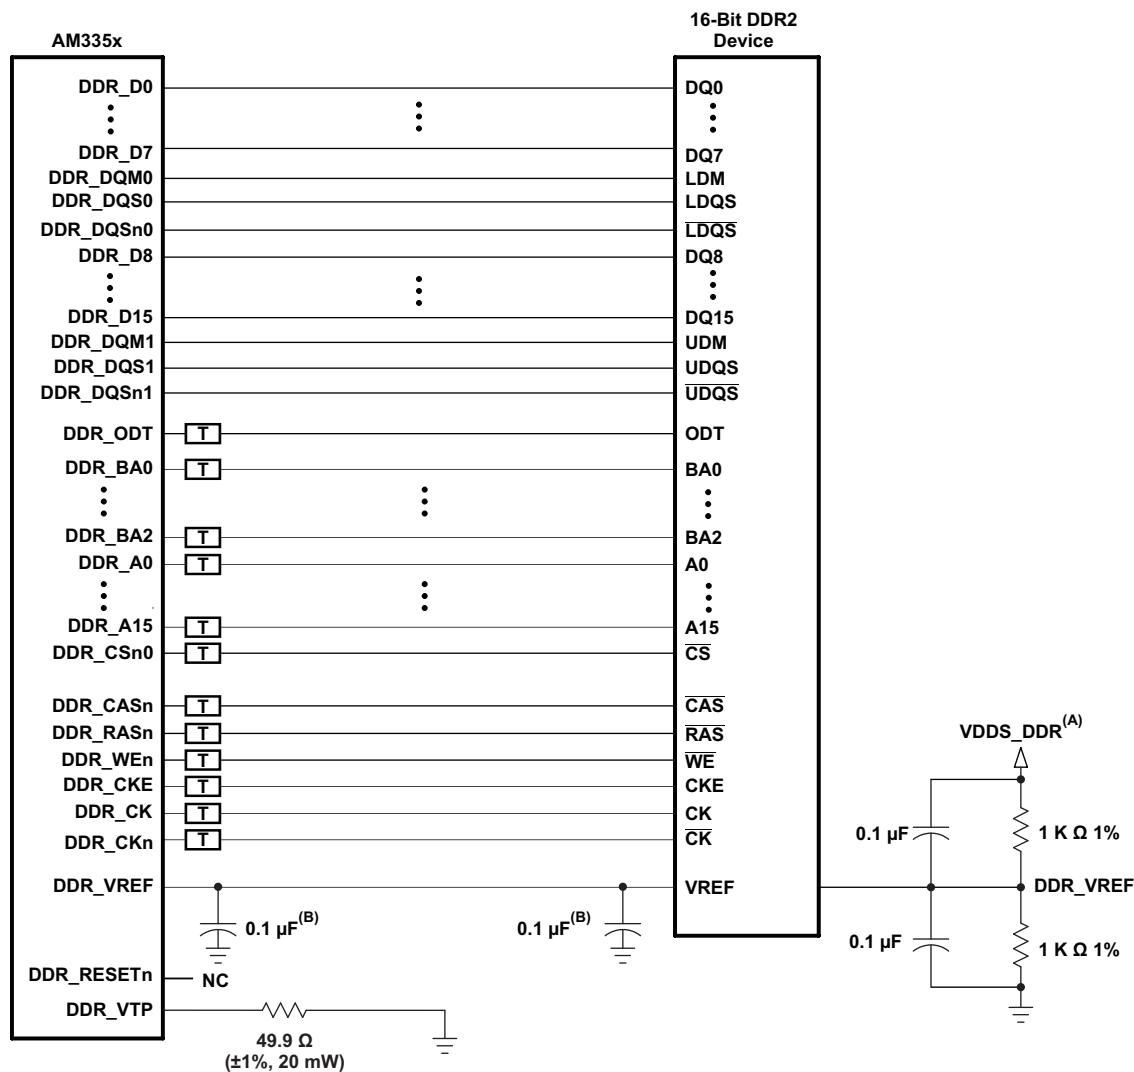 16-Bit DDR2
Device
AM335x
DDR_D0
DQ0
DDR_D7
DQ7
DDR_DQM0
LDM
DDR_DQS0
LDQS
DDR_DQSn0
LDQS
DDR_D8
DQ8
DDR_D15
DQ15
DDR_DQM1
UDM
DDR_DQS1
UDQS
DDR_DQSn1
UDQS
DDR_ODT
T
ODT
DDR_BA0
T
BA0
DDR_BA2
T
BA2
DDR_A0
T
A0
DDR_A15
T
A15
DDR_CSn0
T
CS
DDR_CASn
T
CAS
DDR_RASn
T
RAS
DDR_WEn
T
WE
DDR_CKE
T
CKE
DDR_CK
T
CK
DDR_CKn
T
CK
VDDS_DDR(A)
0.1 µF
1 K Ω 1%
DDR_VREF
VREF
DDR_VREF
0.1 µF(B)
0.1 µF(B)
0.1 µF
1 K Ω 1%
DDR_RESETn
NC
DDR_VTP
49.9 Ω
(±1%, 20 mW)